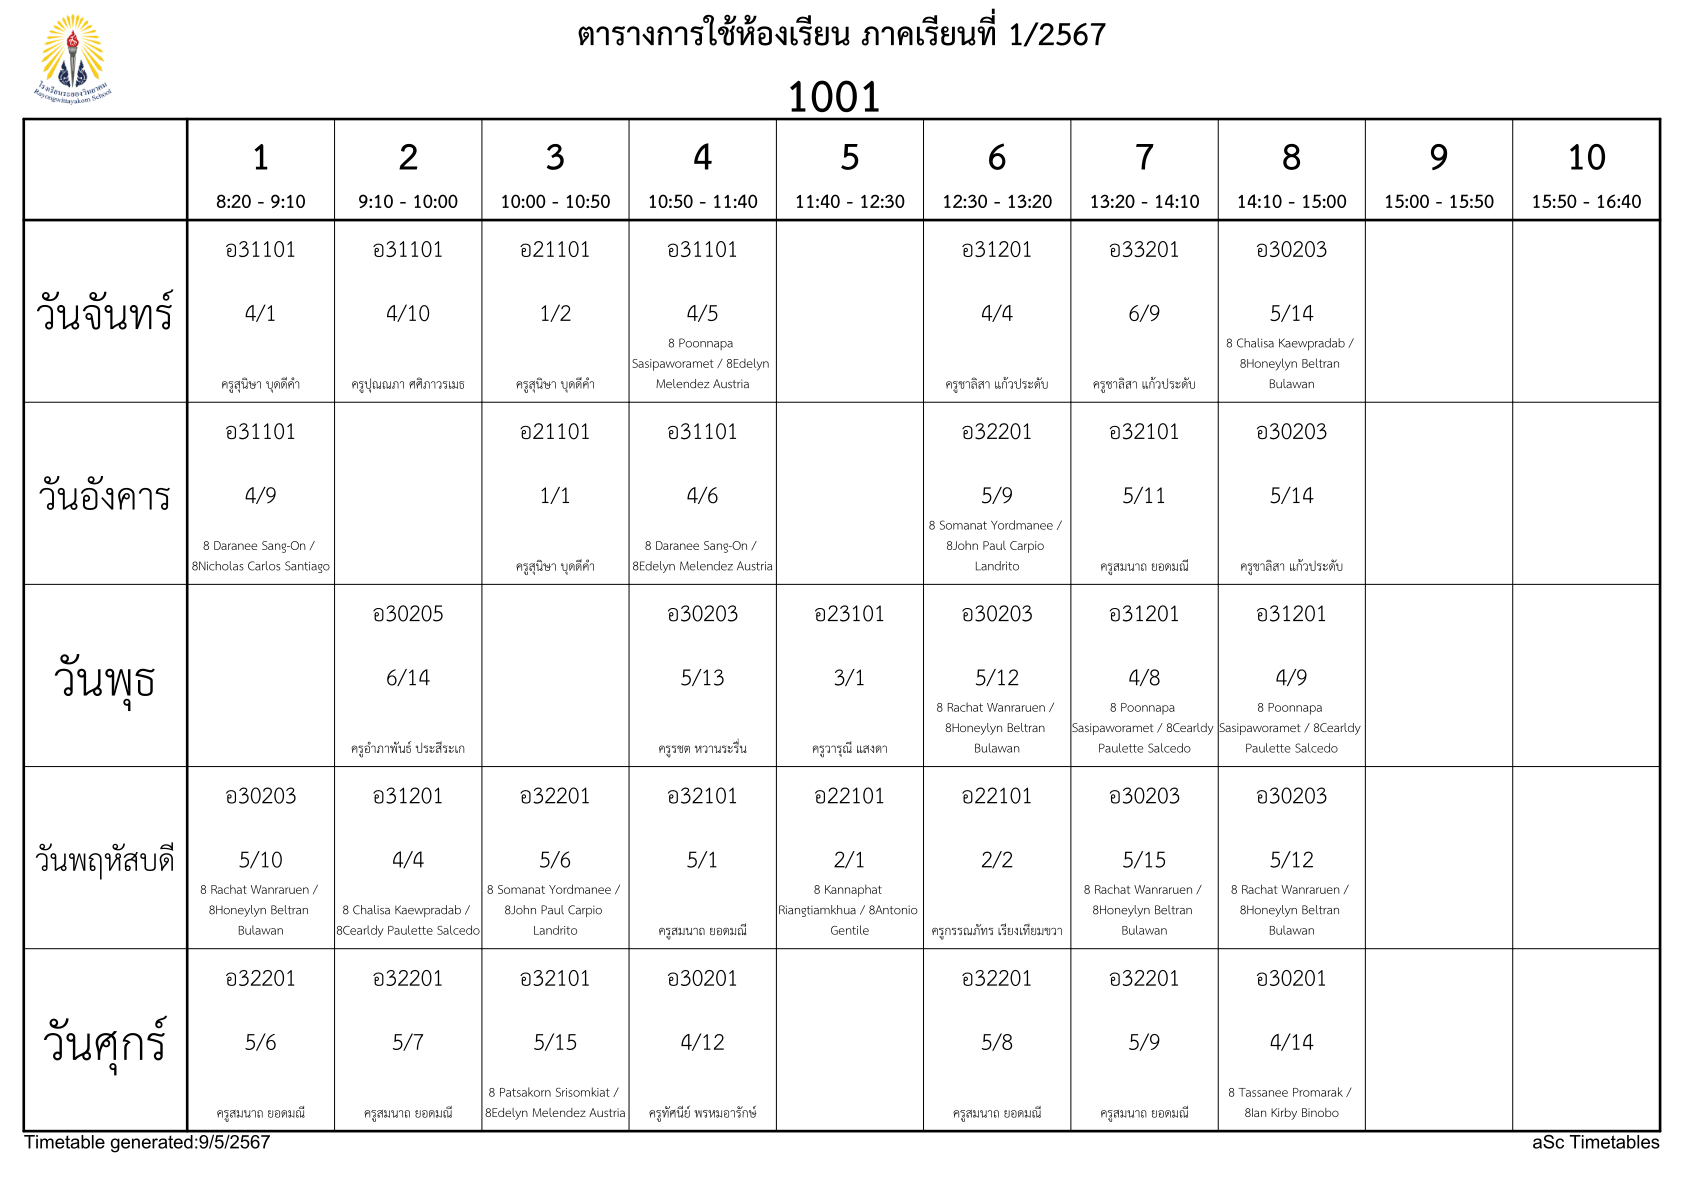 ตารางการใช้ห้องเรียน ภาคเรียนที่ 1/2567
โรงเรียนระยองวิทยาคม
Rayongwittayakom School
1001
1 2 3 4 5 6 7 8 9 10
8:20 - 9:10 9:10 - 10:00 10:00 - 10:50 10:50 - 11:40 11:40 - 12:30 12:30 - 13:20 13:20 - 14:10 14:10 - 15:00 15:00 - 15:50 15:50 - 16:40
วันจันทร์
อ31101
4/1
ครูสุนิษา บุดดีคำ
อ31101
4/10
ครูปุณณภา ศศิภาวรเมธ
อ21101
1/2
ครูสุนิษา บุดดีคำ
อ31101
4/5
8 Poonnapa
Sasipaworamet / 8Edelyn
Melendez Austria
อ31201
4/4
ครูชาลิสา แก้วประดับ
อ33201
6/9
ครูชาลิสา แก้วประดับ
อ30203
5/14
8 Chalisa Kaewpradab /
8Honeylyn Beltran
Bulawan
วันอังคาร
อ31101
4/9
8 Daranee Sang-On /
8Nicholas Carlos Santiago
อ21101
1/1
ครูสุนิษา บุดดีคำ
อ31101
4/6
8 Daranee Sang-On /
8Edelyn Melendez Austria
อ32201
5/9
8 Somanat Yordmanee /
8John Paul Carpio
Landrito
อ32101
5/11
ครูสมนาถ ยอดมณี
อ30203
5/14
ครูชาลิสา แก้วประดับ
วันพุธ
อ30205
6/14
ครูอำภาพันธ์ ประสีระเก
อ30203
5/13
ครูรชต หวานระรื่น
อ23101
3/1
ครูวารุณี แสงดา
อ30203
5/12
8 Rachat Wanraruen /
8Honeylyn Beltran
Bulawan
อ31201
4/8
8 Poonnapa
Sasipaworamet / 8Cearldy
Paulette Salcedo
อ31201
4/9
8 Poonnapa
Sasipaworamet / 8Cearldy
Paulette Salcedo
วันพฤหัสบดี
อ30203
5/10
8 Rachat Wanraruen /
8Honeylyn Beltran
Bulawan
อ31201
4/4
8 Chalisa Kaewpradab /
8Cearldy Paulette Salcedo
อ32201
5/6
8 Somanat Yordmanee /
8John Paul Carpio
Landrito
อ32101
5/1
ครูสมนาถ ยอดมณี
อ22101
2/1
8 Kannaphat
Riangtiamkhua / 8Antonio
Gentile
อ22101
2/2
ครูกรรณภัทร เรียงเทียมขวา
อ30203
5/15
8 Rachat Wanraruen /
8Honeylyn Beltran
Bulawan
อ30203
5/12
8 Rachat Wanraruen /
8Honeylyn Beltran
Bulawan
วันศุกร์
อ32201
5/6
ครูสมนาถ ยอดมณี
อ32201
5/7
ครูสมนาถ ยอดมณี
อ32101
5/15
8 Patsakorn Srisomkiat /
8Edelyn Melendez Austria
อ30201
4/12
ครูทัศนีย์ พรหมอารักษ์
อ32201
5/8
ครูสมนาถ ยอดมณี
อ32201
5/9
ครูสมนาถ ยอดมณี
อ30201
4/14
8 Tassanee Promarak /
8Ian Kirby Binobo
Timetable generated:9/5/2567
aSc Timetables